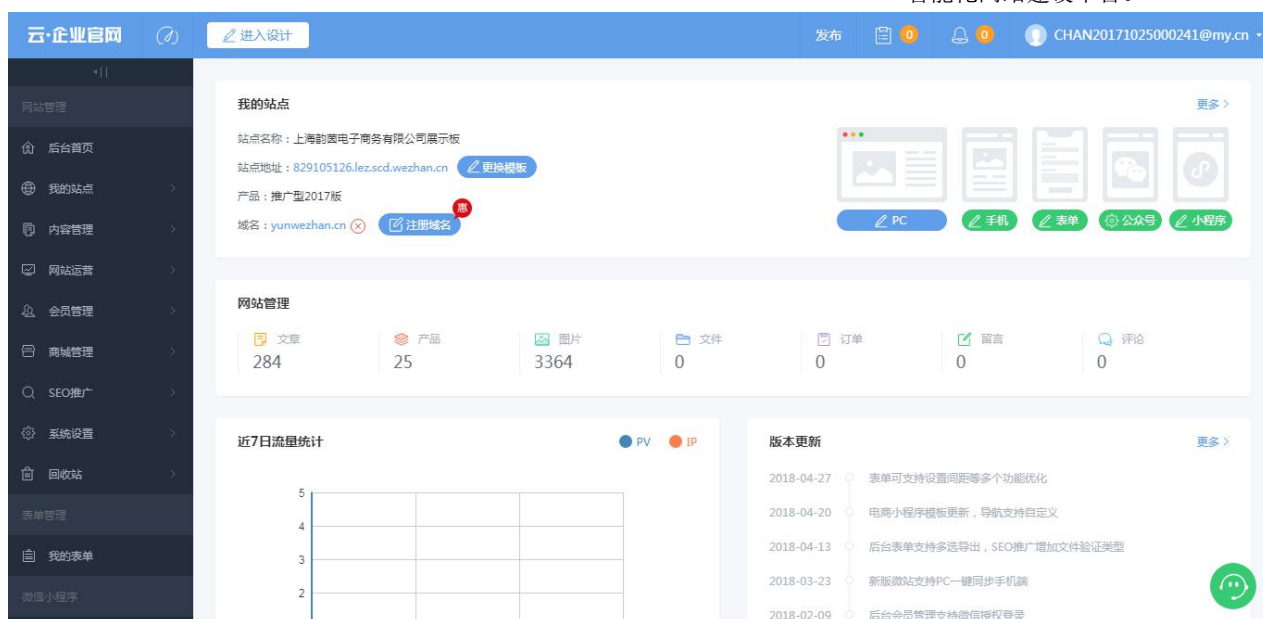 智能化网站建设平台。
云·企业官网
进入设计
发布
0
0
CHAN20171025000241@my.cn
网站管理
后台首页
我的站点
内容管理
网站运营
会员管理
商城管理
SEO推广
系统设置
回收站
表单管理
我的表单
微信小程序
我的站点
更多 >
站点名称：上海韵茵电子商务有限公司展示板
站点地址：829105126.lez.scd.wezhan.cn 更换模板
产品：推广型2017版
域名：yunwezhan.cn 注册域名 惠
PC
手机
表单
公众号
小程序
网站管理
文章 产品 图片 文件 订单 留言 评论
284 25 3364 0 0 0 0
近7日流量统计
PV IP
5
4
3
2
版本更新
更多 >
2018-04-27 表单可支持设置间距等多个功能优化
2018-04-20 电商小程序模板更新，导航支持自定义
2018-04-13 后台表单支持多选导出，SEO推广增加文件验证类型
2018-03-23 新版微站支持PC一键同步手机端
2018-02-09 后台会员管理支持微信授权登录